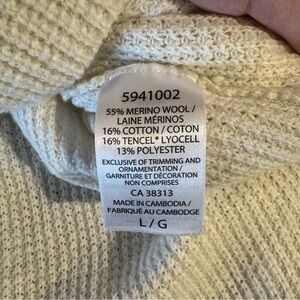 5941002
55% MERINO WOOL /
LAINE MÉRINOS
16% COTTON / COTON
16% TENCEL® LYOCELL
13% POLYESTER
EXCLUSIVE OF TRIMMING AND
ORNAMENTATION /
GARNITURE ET DÉCORATION
NON COMPRISES
CA 38313
MADE IN CAMBODIA /
FABRIQUÉ AU CAMBODGE
L / G